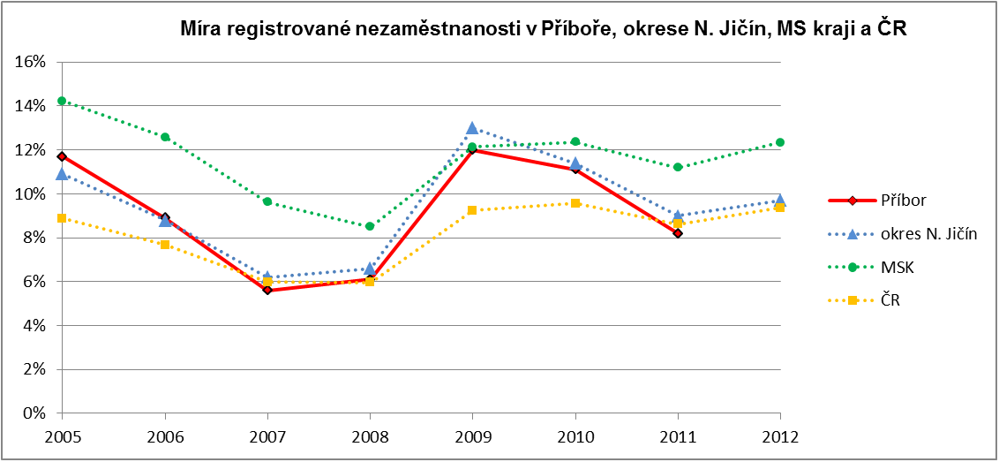 Míra registrované nezaměstnanosti v Příboře, okrese N. Jičín, MS kraji a ČR
16%
14%
12%
10%
8%
6%
4%
2%
0%
2005 2006 2007 2008 2009 2010 2011 2012
Příbor
okres N. Jičín
MSK
ČR